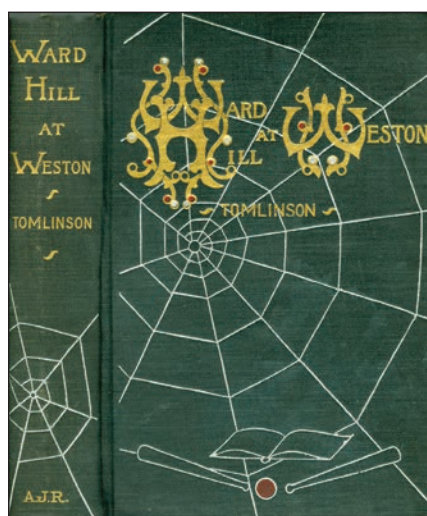 WARD
HILL
AT
WESTON
TOMLINSON
A.J.R.
WARD
AT WESTON
HILL
TOMLINSON